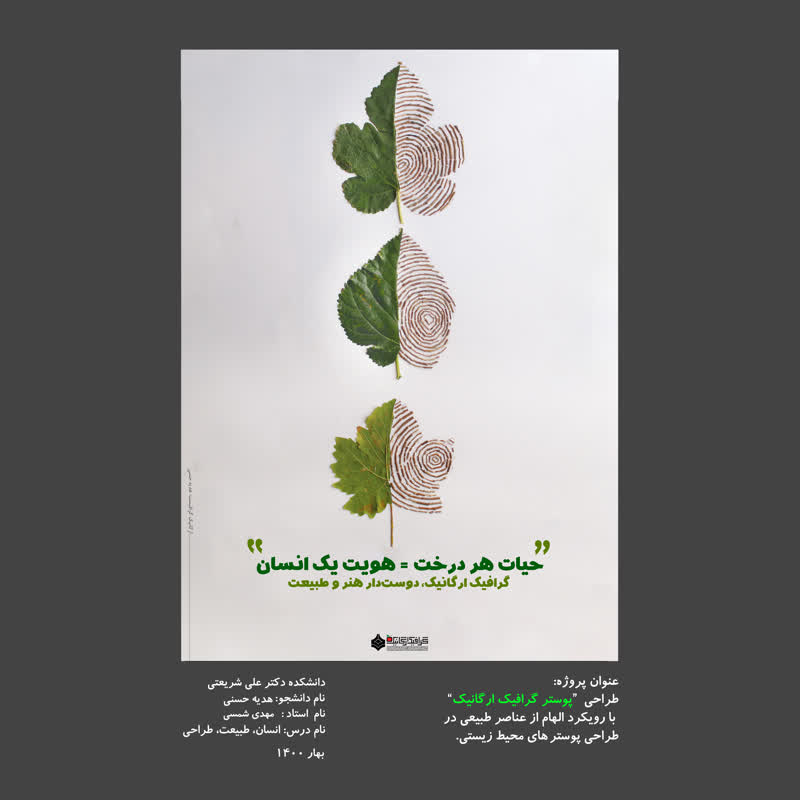 ”حیات هر درخت = هویت یک انسان“
گرافیک ارگانیک، دوست‌دار هنر و طبیعت
گرافیک ارگانیک
عنوان پروژه:
طراحی ”پوستر گرافیک ارگانیک“
با رویکرد الهام از عناصر طبیعی در
طراحی پوستر های محیط زیستی.
دانشکده دکتر علی شریعتی
نام دانشجو: هدیه حسنی
نام استاد : مهدی شمسی
نام درس: انسان، طبیعت، طراحی
بهار ۱۴۰۰